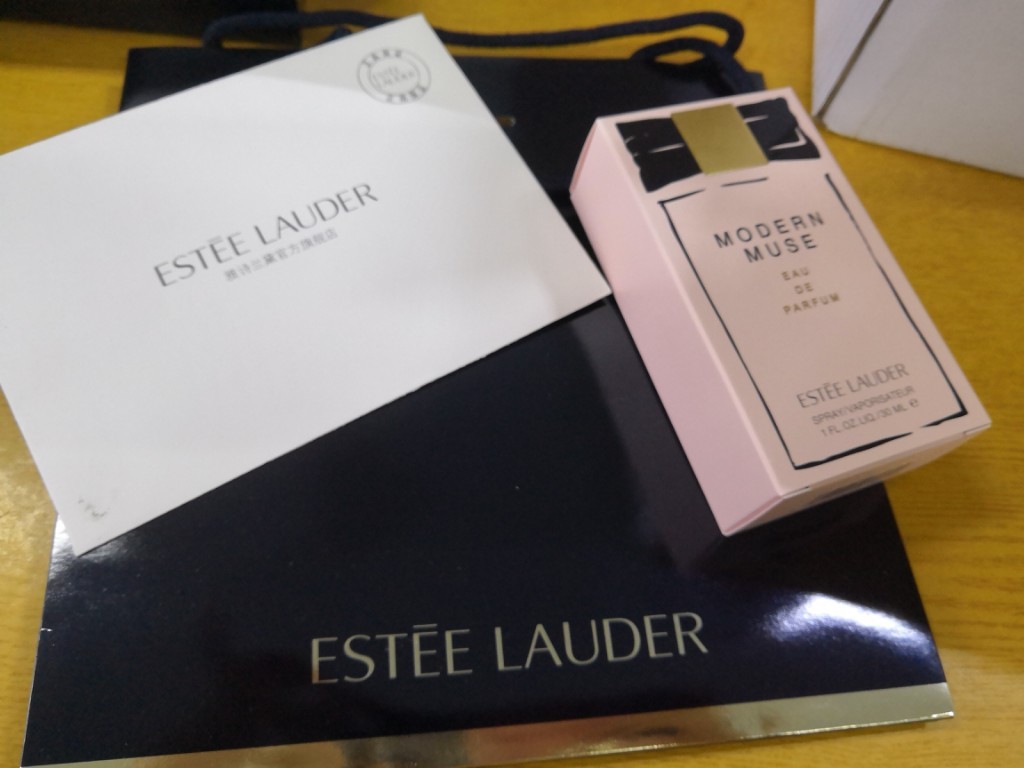 ESTĒE LAUDER
雅诗兰黛官方旗舰店
MODERN
MUSE
EAU
DE
PARFUM
ESTĒE LAUDER
SPRAY/VAPORISATEUR
1 FL.OZ.LIQ./30 ML ℮
ESTĒE LAUDER